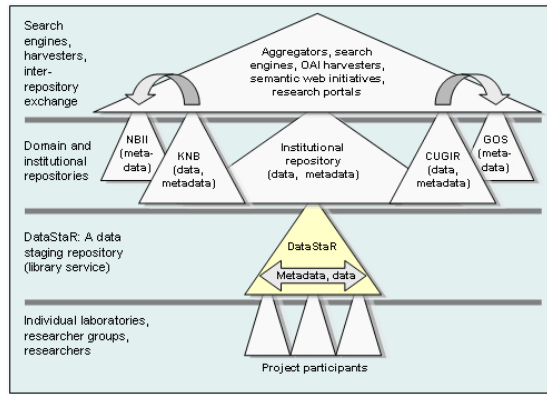 Search
engines,
harvesters,
inter-
repository
exchange
Aggregators, search
engines, OAI harvesters,
semantic web initiatives,
research portals
Domain and
institutional
repositories
NBII
(meta-
data)
KNB
(data,
metadata)
Institutional
repository
(data, metadata)
CUGIR
(data,
metadata)
GOS
(meta-
data)
DataStaR: A data
staging repository
(library service)
DataStaR
Metadata, data
Individual laboratories,
researcher groups,
researchers
Project participants